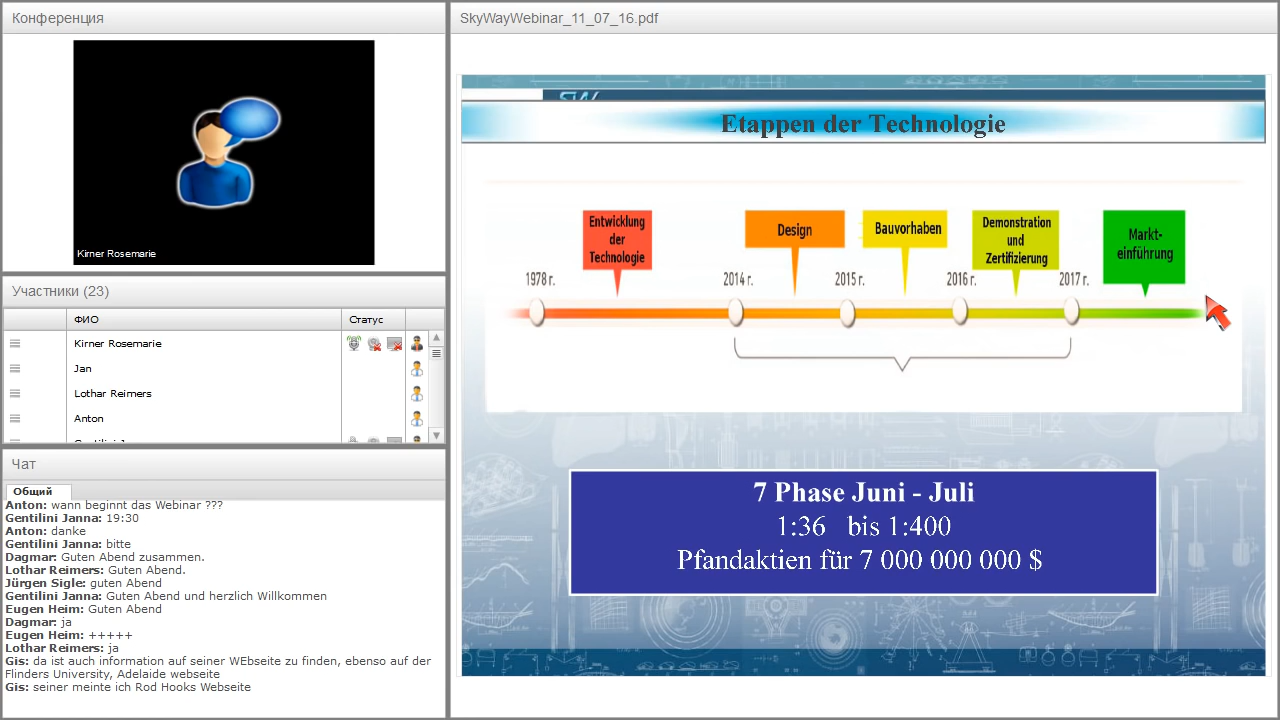 Конференция
Kirner Rosemarie
Участники (23)
ФИО
Статус
Kirner Rosemarie
Jan
Lothar Reimers
Anton
Чат
Общий
Anton: wann beginnt das Webinar ???
Gentilini Janna: 19:30
Anton: danke
Gentilini Janna: bitte
Dagmar: Guten Abend zusammen.
Lothar Reimers: Guten Abend.
Jürgen Sigle: guten Abend
Gentilini Janna: Guten Abend und herzlich Willkommen
Eugen Heim: Guten Abend
Dagmar: ja
Eugen Heim: +++++
Lothar Reimers: ja
Gis: da ist auch information auf seiner WEbseite zu finden, ebenso auf der
Flinders University, Adelaide webseite
Gis: seiner meinte ich Rod Hooks Webseite
SkyWayWebinar_11_07_16.pdf
Etappen der Technologie
Entwicklung
der
Technologie
Design
Bauvorhaben
Demonstration
und
Zertifizierung
Markt-
einführung
1978 г.
2014 г.
2015 г.
2016 г.
2017 г.
7 Phase Juni - Juli
1:36 bis 1:400
Pfandaktien für 7 000 000 000 $